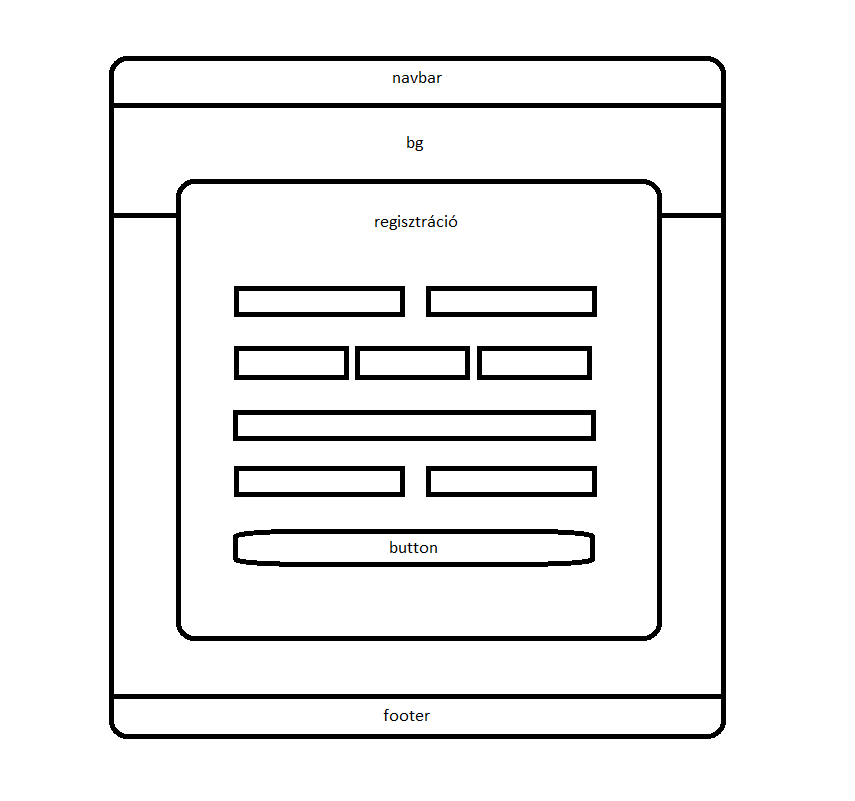 navbar
bg
regisztráció
button
footer